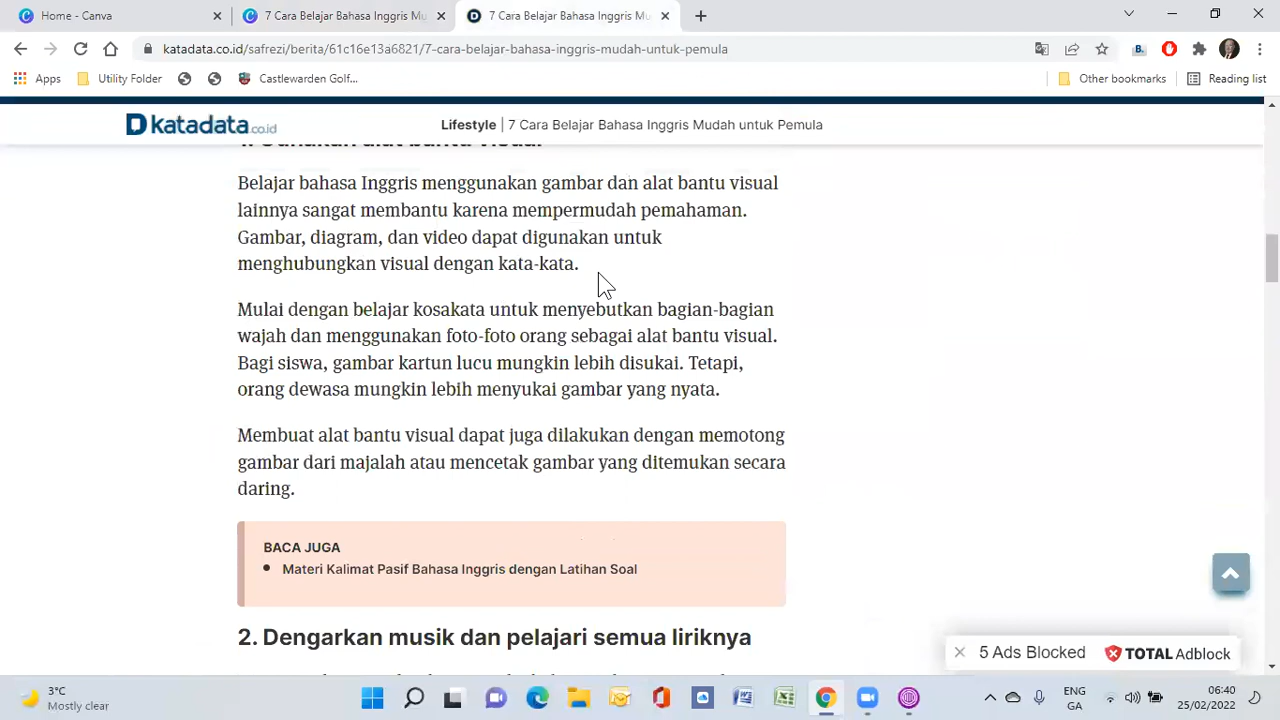 Home - Canva
7 Cara Belajar Bahasa Inggris Mu
7 Cara Belajar Bahasa Inggris Mu
katadata.co.id/safrezi/berita/61c16e13a6821/7-cara-belajar-bahasa-inggris-mudah-untuk-pemula
Apps
Utility Folder
Castlewarden Golf...
Other bookmarks
Reading list
katadata.co.id
Lifestyle | 7 Cara Belajar Bahasa Inggris Mudah untuk Pemula
1. Gunakan alat bantu visual
Belajar bahasa Inggris menggunakan gambar dan alat bantu visual
lainnya sangat membantu karena mempermudah pemahaman.
Gambar, diagram, dan video dapat digunakan untuk
menghubungkan visual dengan kata-kata.
Mulai dengan belajar kosakata untuk menyebutkan bagian-bagian
wajah dan menggunakan foto-foto orang sebagai alat bantu visual.
Bagi siswa, gambar kartun lucu mungkin lebih disukai. Tetapi,
orang dewasa mungkin lebih menyukai gambar yang nyata.
Membuat alat bantu visual dapat juga dilakukan dengan memotong
gambar dari majalah atau mencetak gambar yang ditemukan secara
daring.
BACA JUGA
Materi Kalimat Pasif Bahasa Inggris dengan Latihan Soal
2. Dengarkan musik dan pelajari semua liriknya
5 Ads Blocked
TOTAL Adblock
3°C
Mostly clear
ENG
GA
06:40
25/02/2022